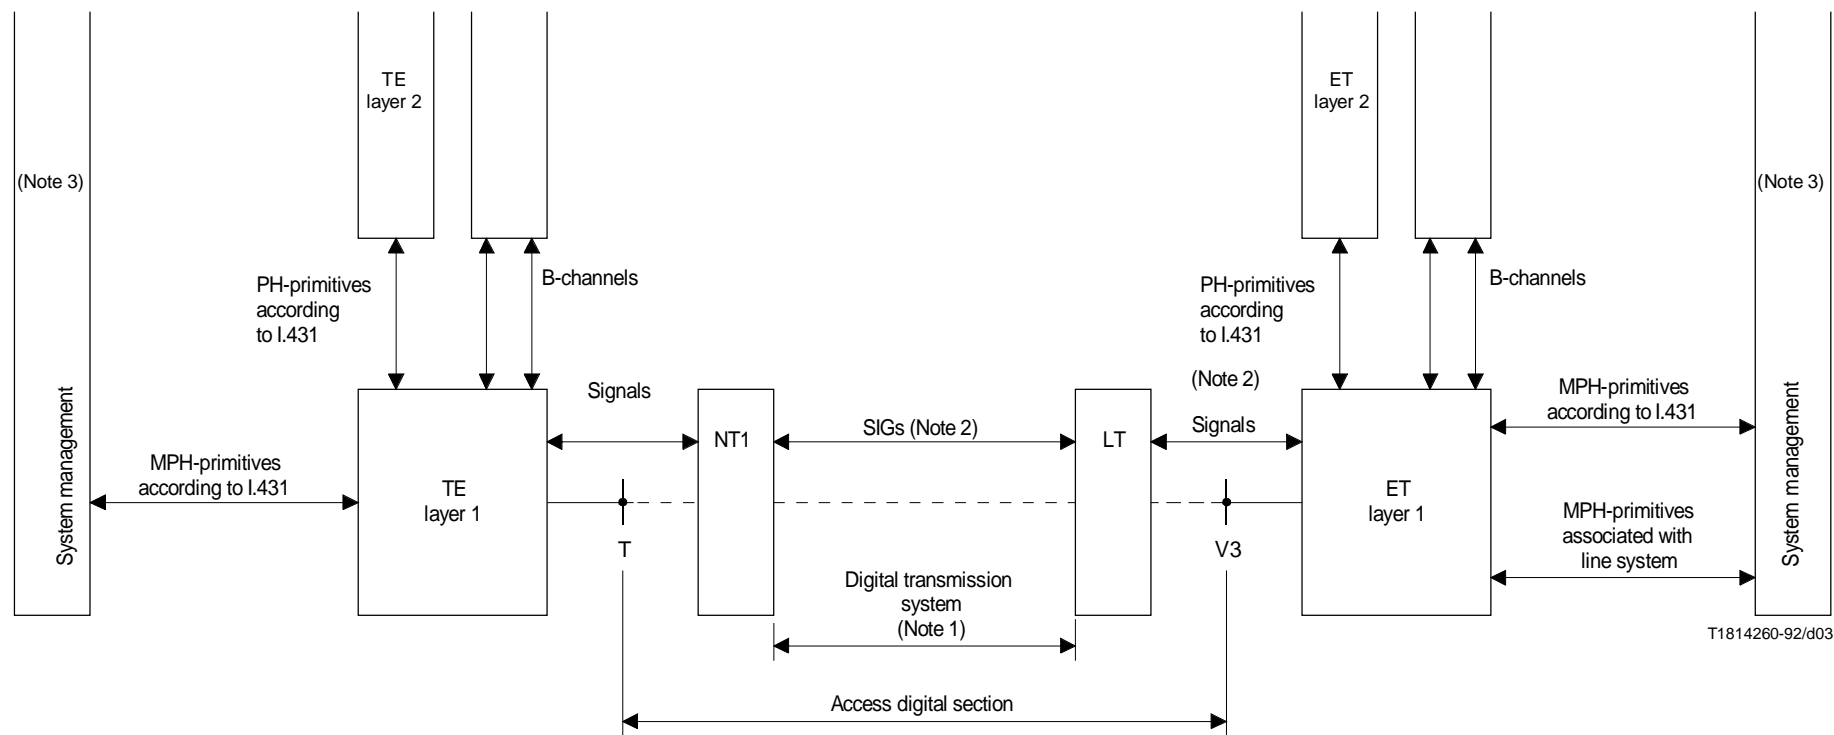 TE
layer 2
ET
layer 2
(Note 3)
(Note 3)
PH-primitives
according
to I.431
B-channels
PH-primitives
according
to I.431
B-channels
(Note 2)
System management
Signals
NT1
SIGs (Note 2)
LT
Signals
MPH-primitives
according to I.431
System management
MPH-primitives
according to I.431
TE
layer 1
ET
layer 1
MPH-primitives
associated with
line system
T
V3
Digital transmission
system
(Note 1)
T1814260-92/d03
Access digital section